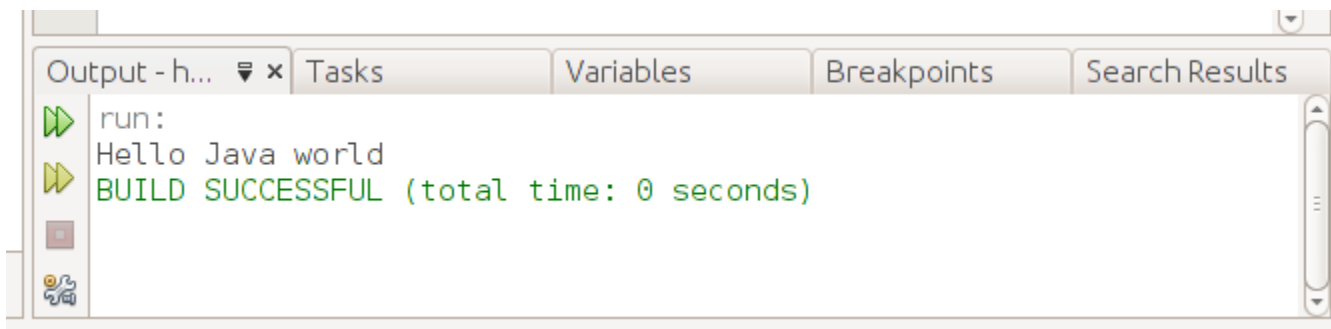 Output - h... Tasks Variables Breakpoints Search Results
run:
Hello Java world
BUILD SUCCESSFUL (total time: 0 seconds)